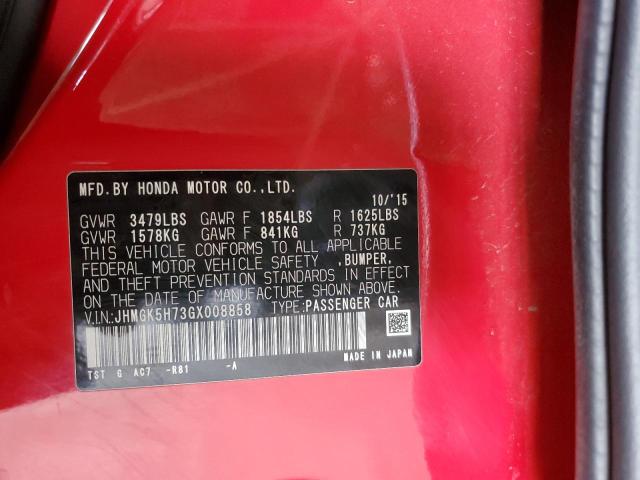 MFD.BY HONDA MOTOR CO.,LTD.
10/'15
GVWR 3479LBS GAWR F 1854LBS R 1625LBS
GVWR 1578KG GAWR F 841KG R 737KG
THIS VEHICLE CONFORMS TO ALL APPLICABLE
FEDERAL MOTOR VEHICLE SAFETY ,BUMPER,
AND THEFT PREVENTION STANDARDS IN EFFECT
ON THE DATE OF MANUFACTURE SHOWN ABOVE.
V.I.N:JHMGK5H73GX008858 TYPE:PASSENGER CAR
MADE IN JAPAN
TST G AC7 -R81 -A